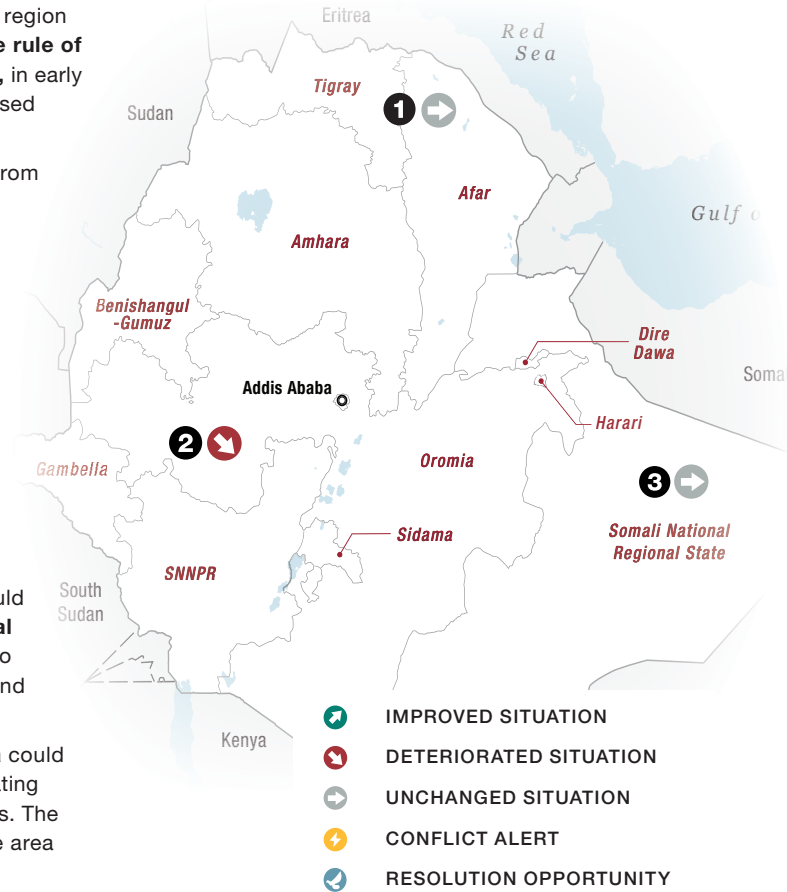 region
e rule of
, in early
sed
rom
uld
al
o
nd
could
ting
s. The
e area
Eritrea
Red
Sea
Tigray
1
Sudan
Afar
Gulf o
Amhara
Benishangul
-Gumuz
Dire
Dawa
Addis Ababa
Soma
Harari
2
Gambella
Oromia
3
Somali National
Regional State
Sidama
SNNPR
South
Sudan
Kenya
IMPROVED SITUATION
DETERIORATED SITUATION
UNCHANGED SITUATION
CONFLICT ALERT
RESOLUTION OPPORTUNITY